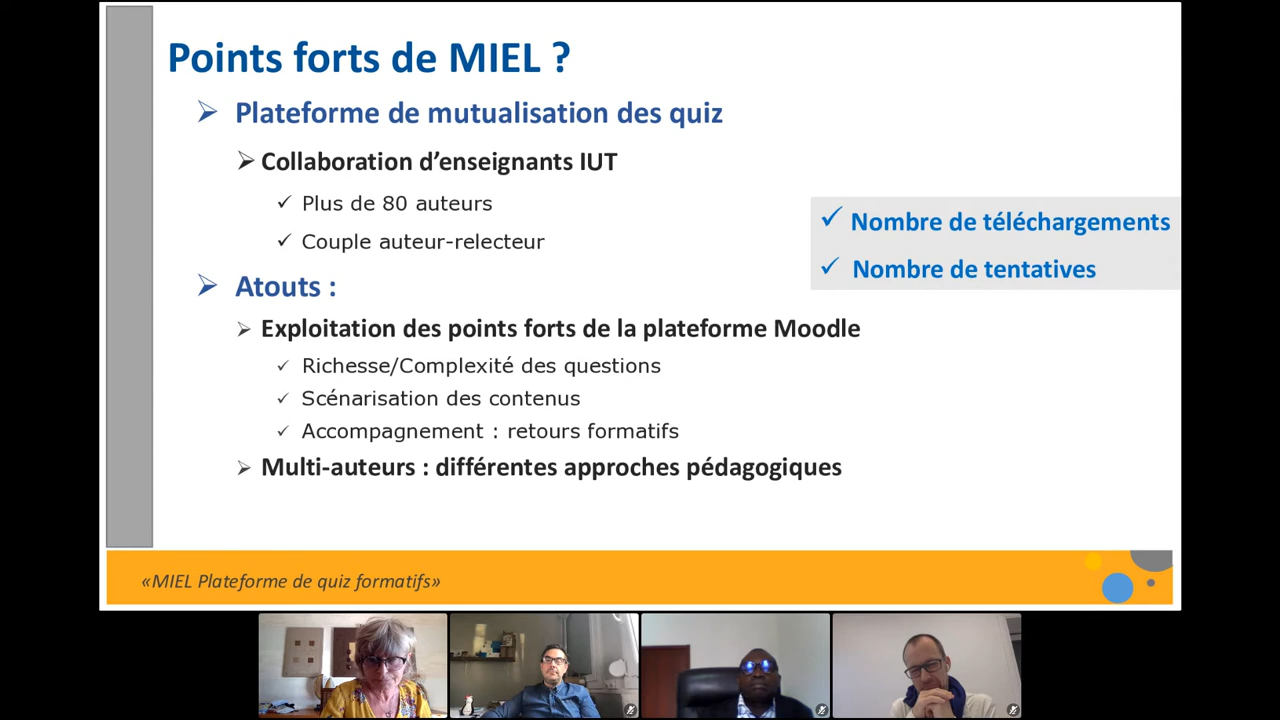 Points forts de MIEL ?
Plateforme de mutualisation des quiz
Collaboration d’enseignants IUT
Plus de 80 auteurs
Couple auteur-relecteur
Nombre de téléchargements
Nombre de tentatives
Atouts :
Exploitation des points forts de la plateforme Moodle
Richesse/Complexité des questions
Scénarisation des contenus
Accompagnement : retours formatifs
Multi-auteurs : différentes approches pédagogiques
«MIEL Plateforme de quiz formatifs»